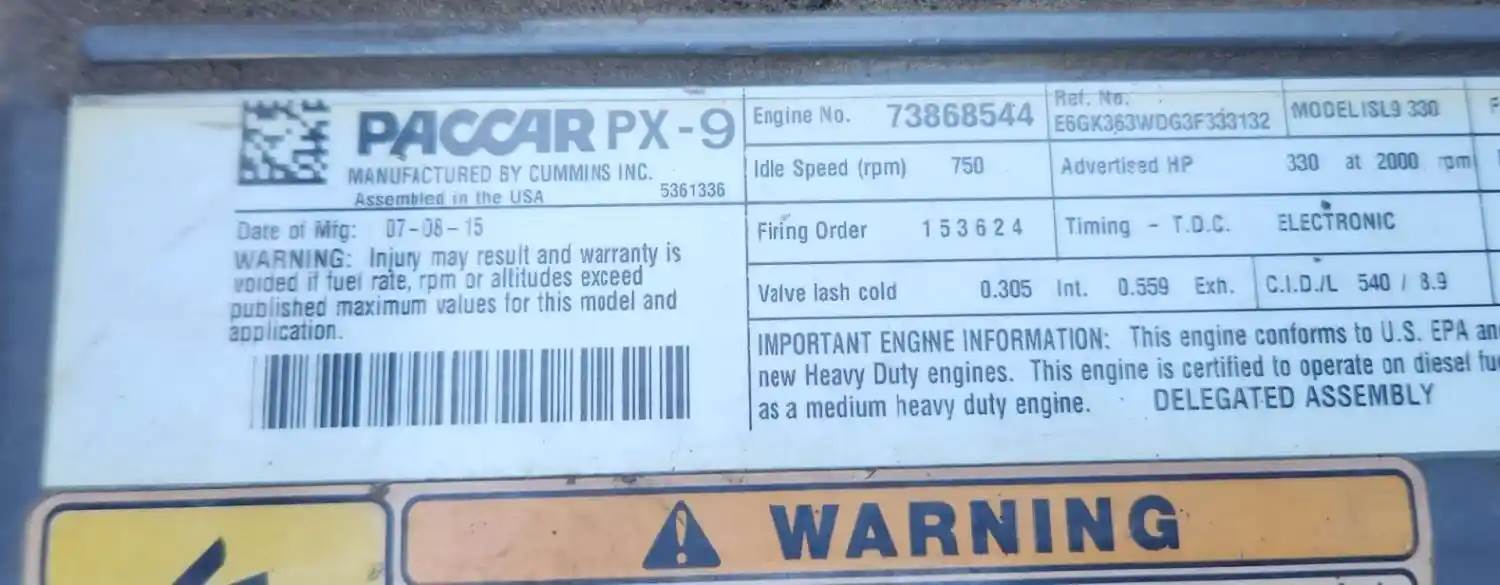 PACCAR PX-9
MANUFACTURED BY CUMMINS INC.
Assembled in the USA 5361336
Date of Mfg: 07-08-15
WARNING: Injury may result and warranty is
voided if fuel rate, rpm or altitudes exceed
published maximum values for this model and
application.
Engine No. 73868544
Ref. No.
E6GK363WDG3F333132
MODEL ISL9 330
Idle Speed (rpm) 750
Advertised HP 330 at 2000 rpm
Firing Order 1 5 3 6 2 4
Timing - T.D.C. ELECTRONIC
Valve lash cold 0.305 Int. 0.559 Exh.
C.I.D./L 540 / 8.9
IMPORTANT ENGINE INFORMATION: This engine conforms to U.S. EPA
new Heavy Duty engines. This engine is certified to operate on diesel
as a medium heavy duty engine. DELEGATED ASSEMBLY
WARNING